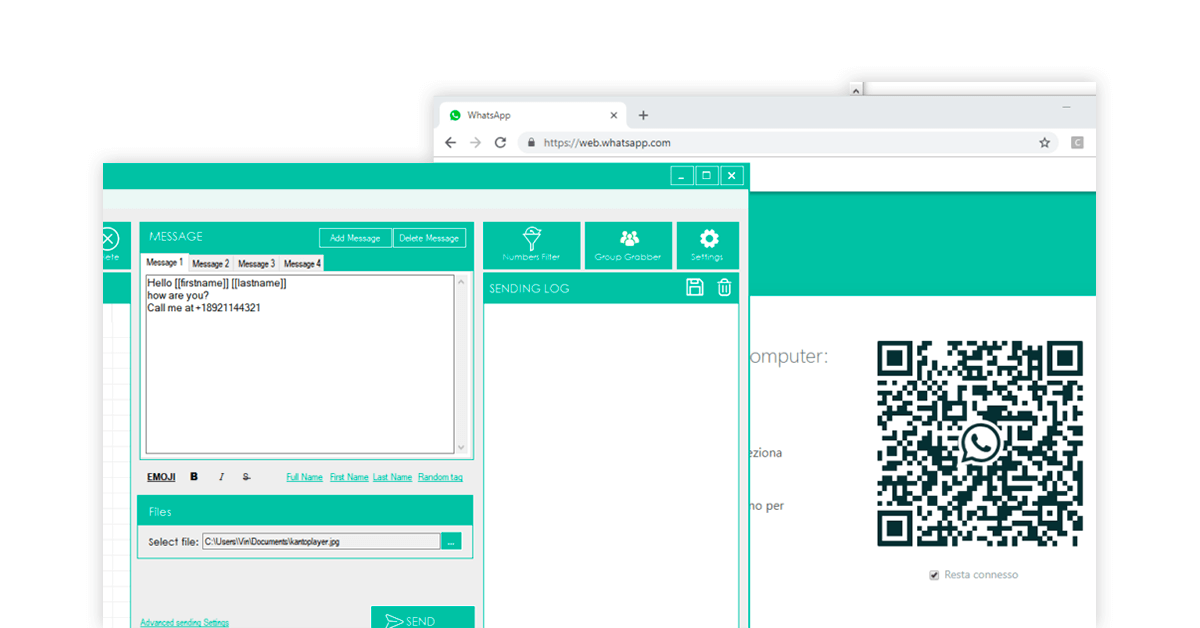 WhatsApp
https://web.whatsapp.com
MESSAGE
Add Message
Delete Message
Message 1
Message 2
Message 3
Message 4
Hello [[firstname]] [[lastname]]
how are you?
Call me at +18921144321
EMOJI B I S
Full Name First Name Last Name Random tag
Files
Select file: C:\Users\Vin\Documents\kantoplayer.jpg ...
Advanced sending Settings
SEND
Numbers Filter
Group Grabber
Settings
SENDING LOG
omputer:
eziona
no per
Resta connesso